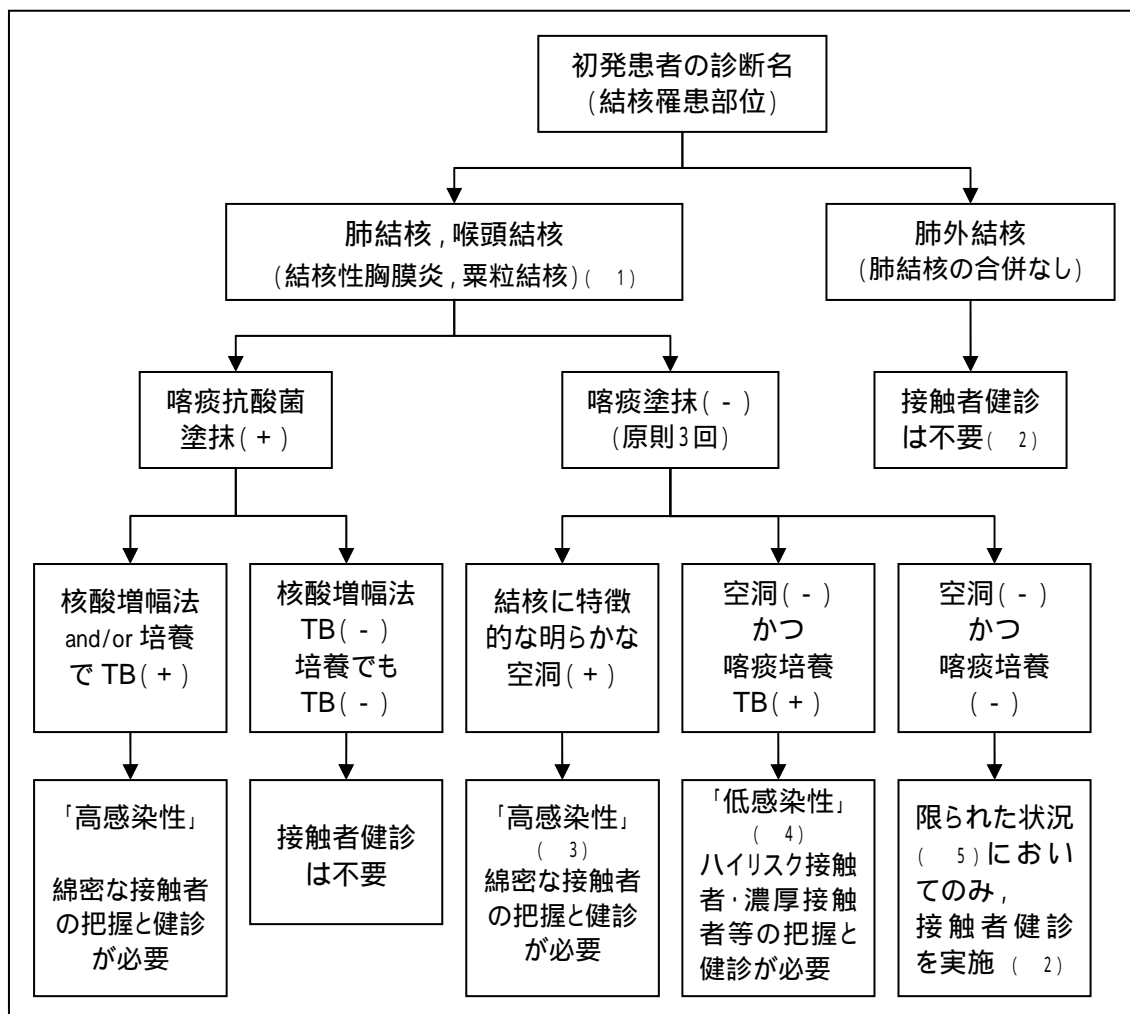 初発患者の診断名
(結核罹患部位)
肺結核,喉頭結核
(結核性胸膜炎,粟粒結核)( 1)
肺外結核
(肺結核の合併なし)
喀痰抗酸菌
塗抹(+)
喀痰塗抹(-)
(原則3回)
接触者健診
は不要( 2)
核酸増幅法
and/or 培養
で TB(+)
核酸増幅法
TB(-)
培養でも
TB(-)
結核に特徴
的な明らかな
空洞(+)
空洞(-)
かつ
喀痰培養
TB(+)
空洞(-)
かつ
喀痰培養
(-)
「高感染性」
綿密な接触者
の把握と健診
が必要
接触者健診
は不要
「高感染性」
( 3)
綿密な接触者
の把握と健診
が必要
「低感染性」
( 4)
ハイリスク接触
者・濃厚接触
者等の把握と
健診が必要
限られた状況
( 5)におい
てのみ,
接触者健診
を実施 ( 2)